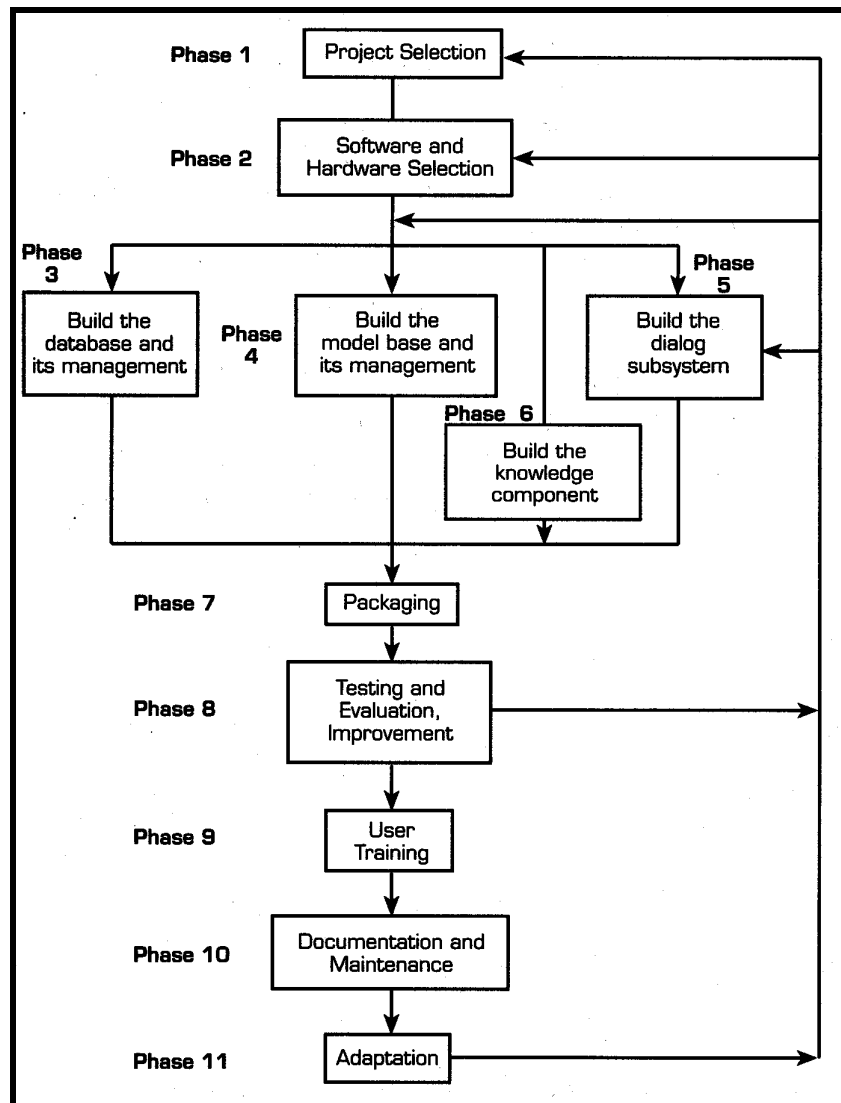 Phase 1
Project Selection
Phase 2
Software and
Hardware Selection
Phase
3
Build the
database and
its management
Phase
4
Build the
model base and
its management
Phase
5
Build the
dialog
subsystem
Phase 6
Build the
knowledge
component
Phase 7
Packaging
Phase 8
Testing and
Evaluation,
Improvement
Phase 9
User
Training
Phase 10
Documentation and
Maintenance
Phase 11
Adaptation